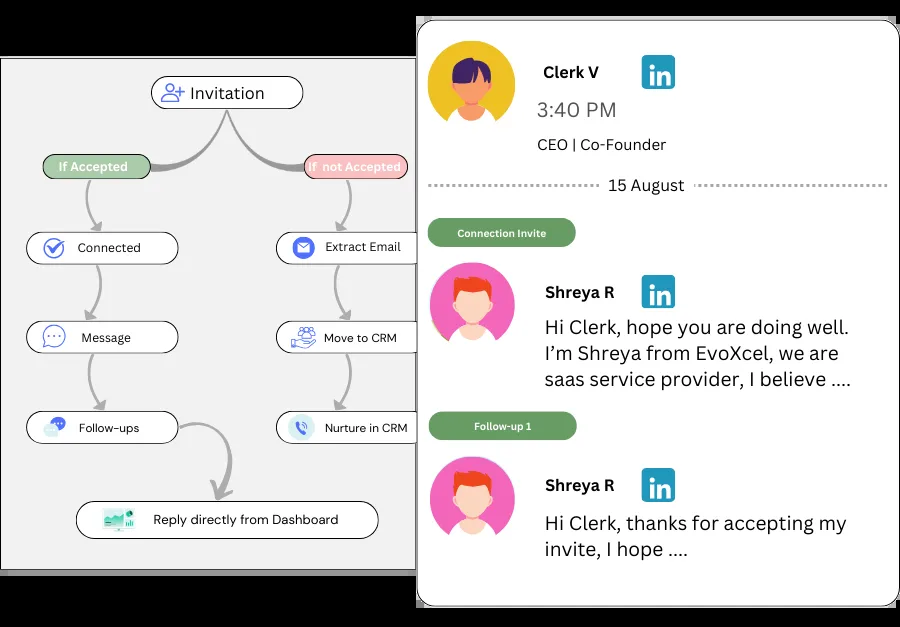 Invitation
If Accepted
If not Accepted
Connected
Extract Email
Message
Move to CRM
Follow-ups
Nurture in CRM
Reply directly from Dashboard
Clerk V
in
3:40 PM
CEO | Co-Founder
15 August
Connection Invite
Shreya R
in
Hi Clerk, hope you are doing well.
I’m Shreya from EvoXcel, we are
saas service provider, I believe ....
Follow-up 1
Shreya R
in
Hi Clerk, thanks for accepting my
invite, I hope ....